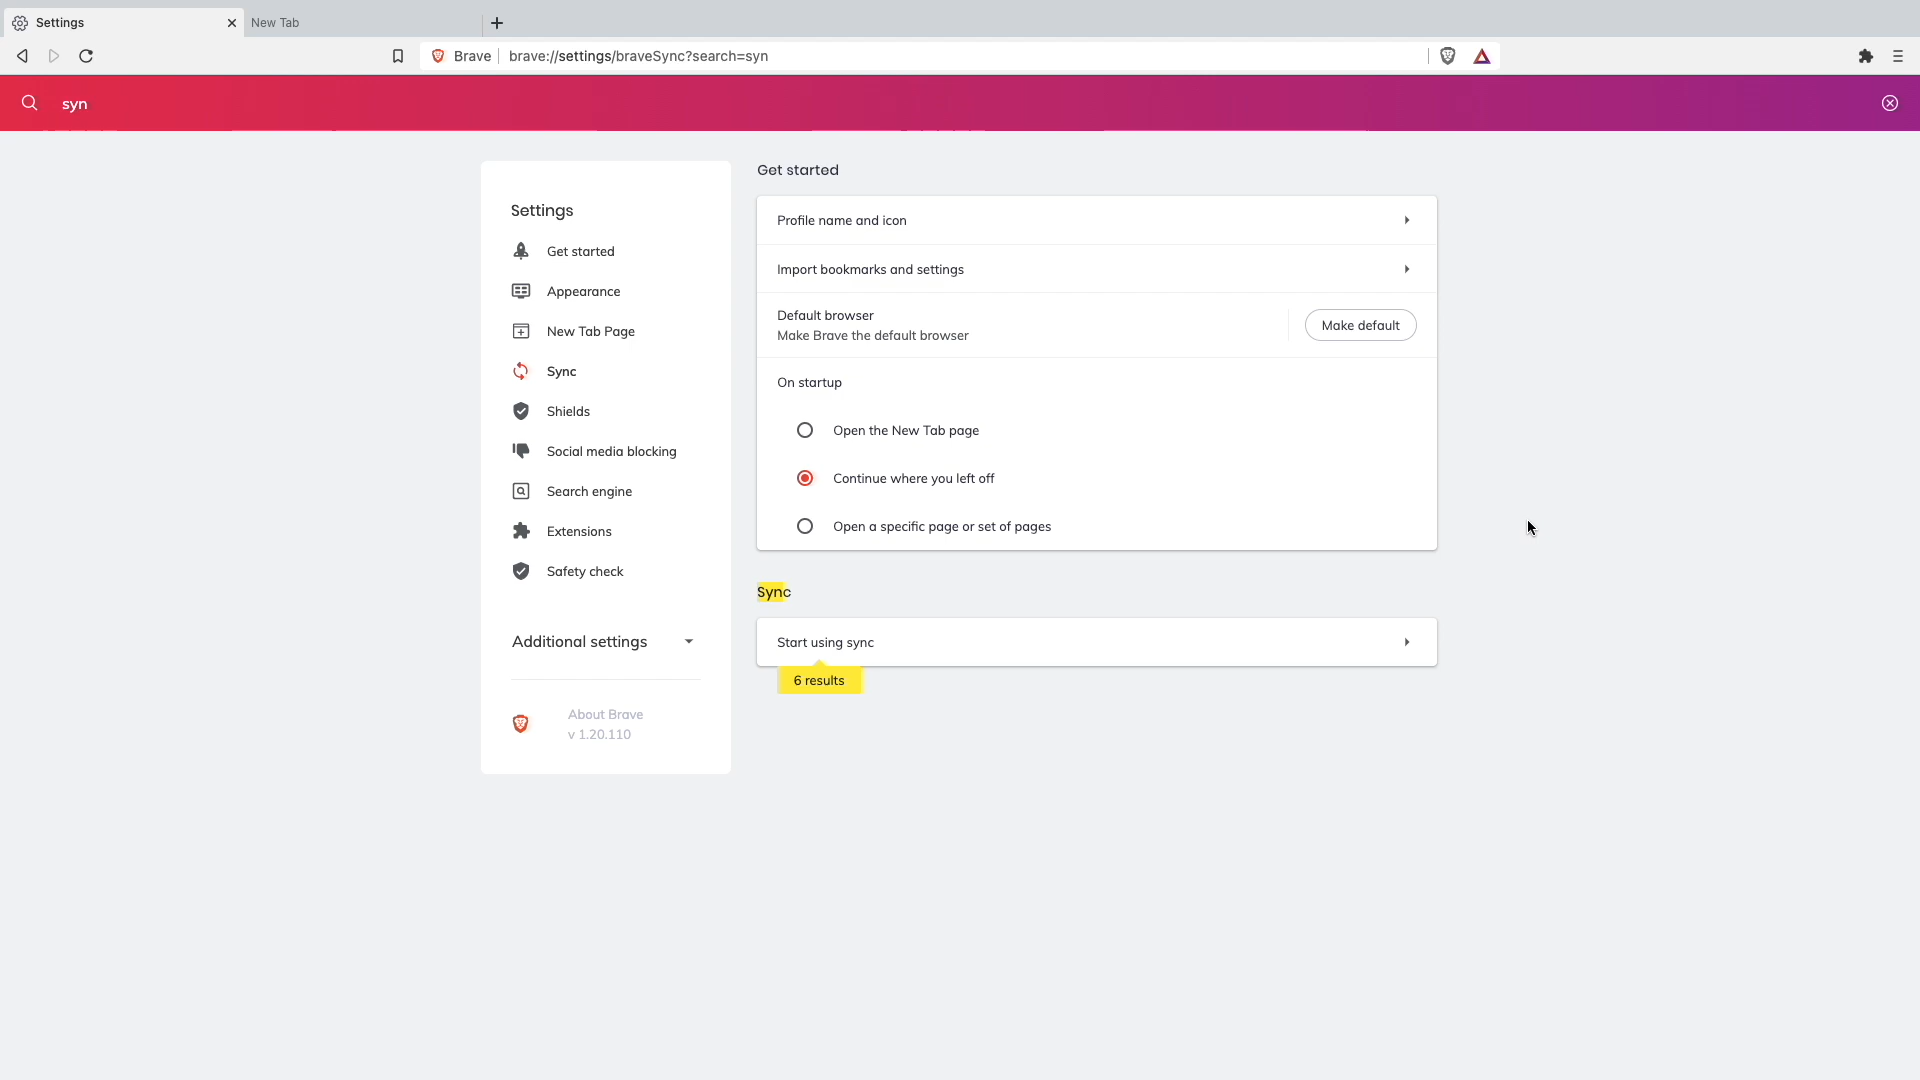 Settings
New Tab
Brave
brave://settings/braveSync?search=syn
syn
Settings
Get started
Appearance
New Tab Page
Sync
Shields
Social media blocking
Search engine
Extensions
Safety check
Additional settings
About Brave
v 1.20.110
Get started
Profile name and icon
Import bookmarks and settings
Default browser
Make Brave the default browser
Make default
On startup
Open the New Tab page
Continue where you left off
Open a specific page or set of pages
Sync
Start using sync
6 results